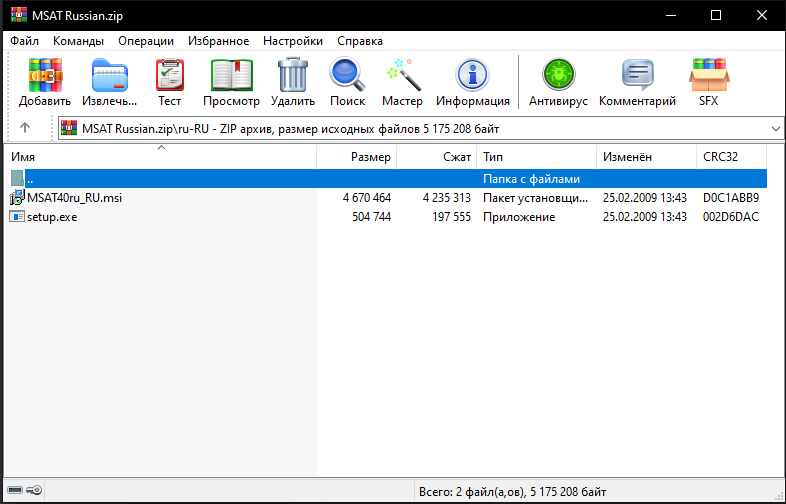 MSAT Russian.zip
Файл Команды Операции Избранное Настройки Справка
Добавить Извлечь... Тест Просмотр Удалить Поиск Мастер Информация Антивирус Комментарий SFX
MSAT Russian.zip\ru-RU - ZIP архив, размер исходных файлов 5 175 208 байт
Имя Размер Сжат Тип Изменён CRC32
.. Папка с файлами
MSAT40ru_RU.msi 4 670 464 4 235 313 Пакет установщи... 25.02.2009 13:43 D0C1ABB9
setup.exe 504 744 197 555 Приложение 25.02.2009 13:43 002D6DAC
Всего: 2 файл(а,ов), 5 175 208 байт